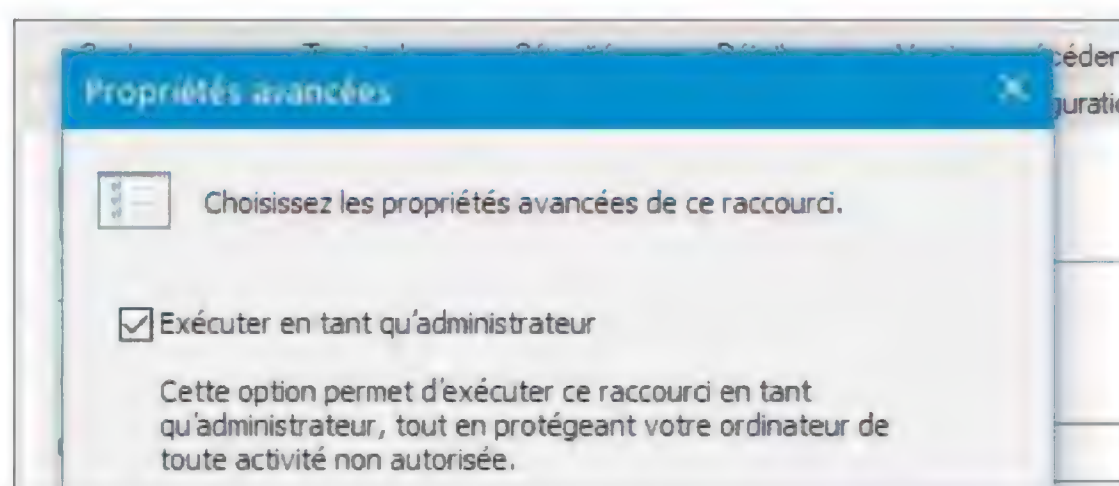 Propriétés avancées
Choisissez les propriétés avancées de ce raccourci.
Exécuter en tant qu'administrateur
Cette option permet d'exécuter ce raccourci en tant
qu'administrateur, tout en protégeant votre ordinateur de
toute activité non autorisée.